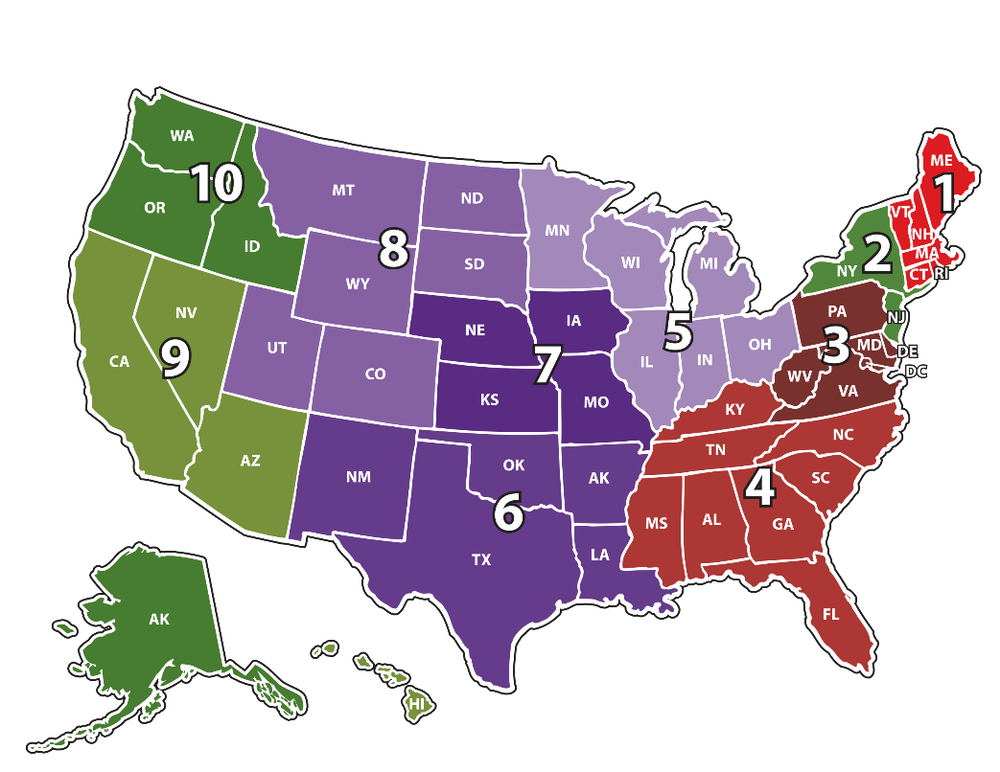 WA
OR
10
ID
MT
ND
8
WY
SD
MN
WI
MI
5
ME
1
VT
NH
MA
CT
RI
2
NY
NV
CA
9
UT
CO
AZ
NE
IA
7
KS
MO
IL
IN
OH
PA
NJ
3
MD
DE
DC
WV
VA
KY
NC
TN
SC
4
NM
OK
AK
6
TX
LA
MS
AL
GA
FL
AK
HI